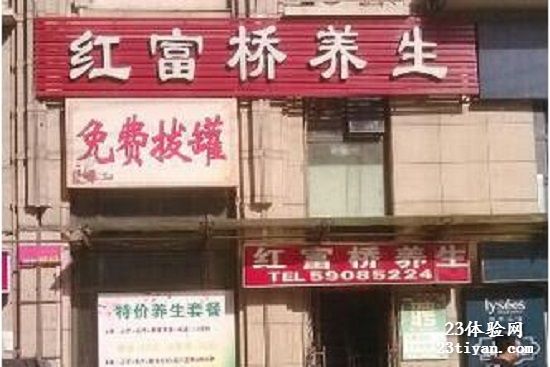 红富桥养生
免费拔罐
红富桥养生
TEL 59085224
特价养生套餐
lysées
23体验网
23tiyan.com